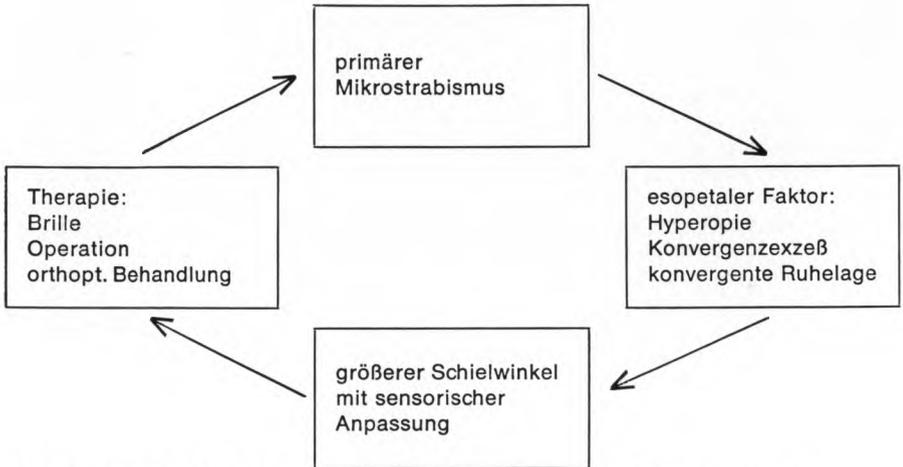 primärer
Mikrostrabismus
Therapie:
Brille
Operation
orthopt. Behandlung
esopetaler Faktor:
Hyperopie
Konvergenzexzeß
konvergente Ruhelage
größerer Schielwinkel
mit sensorischer
Anpassung